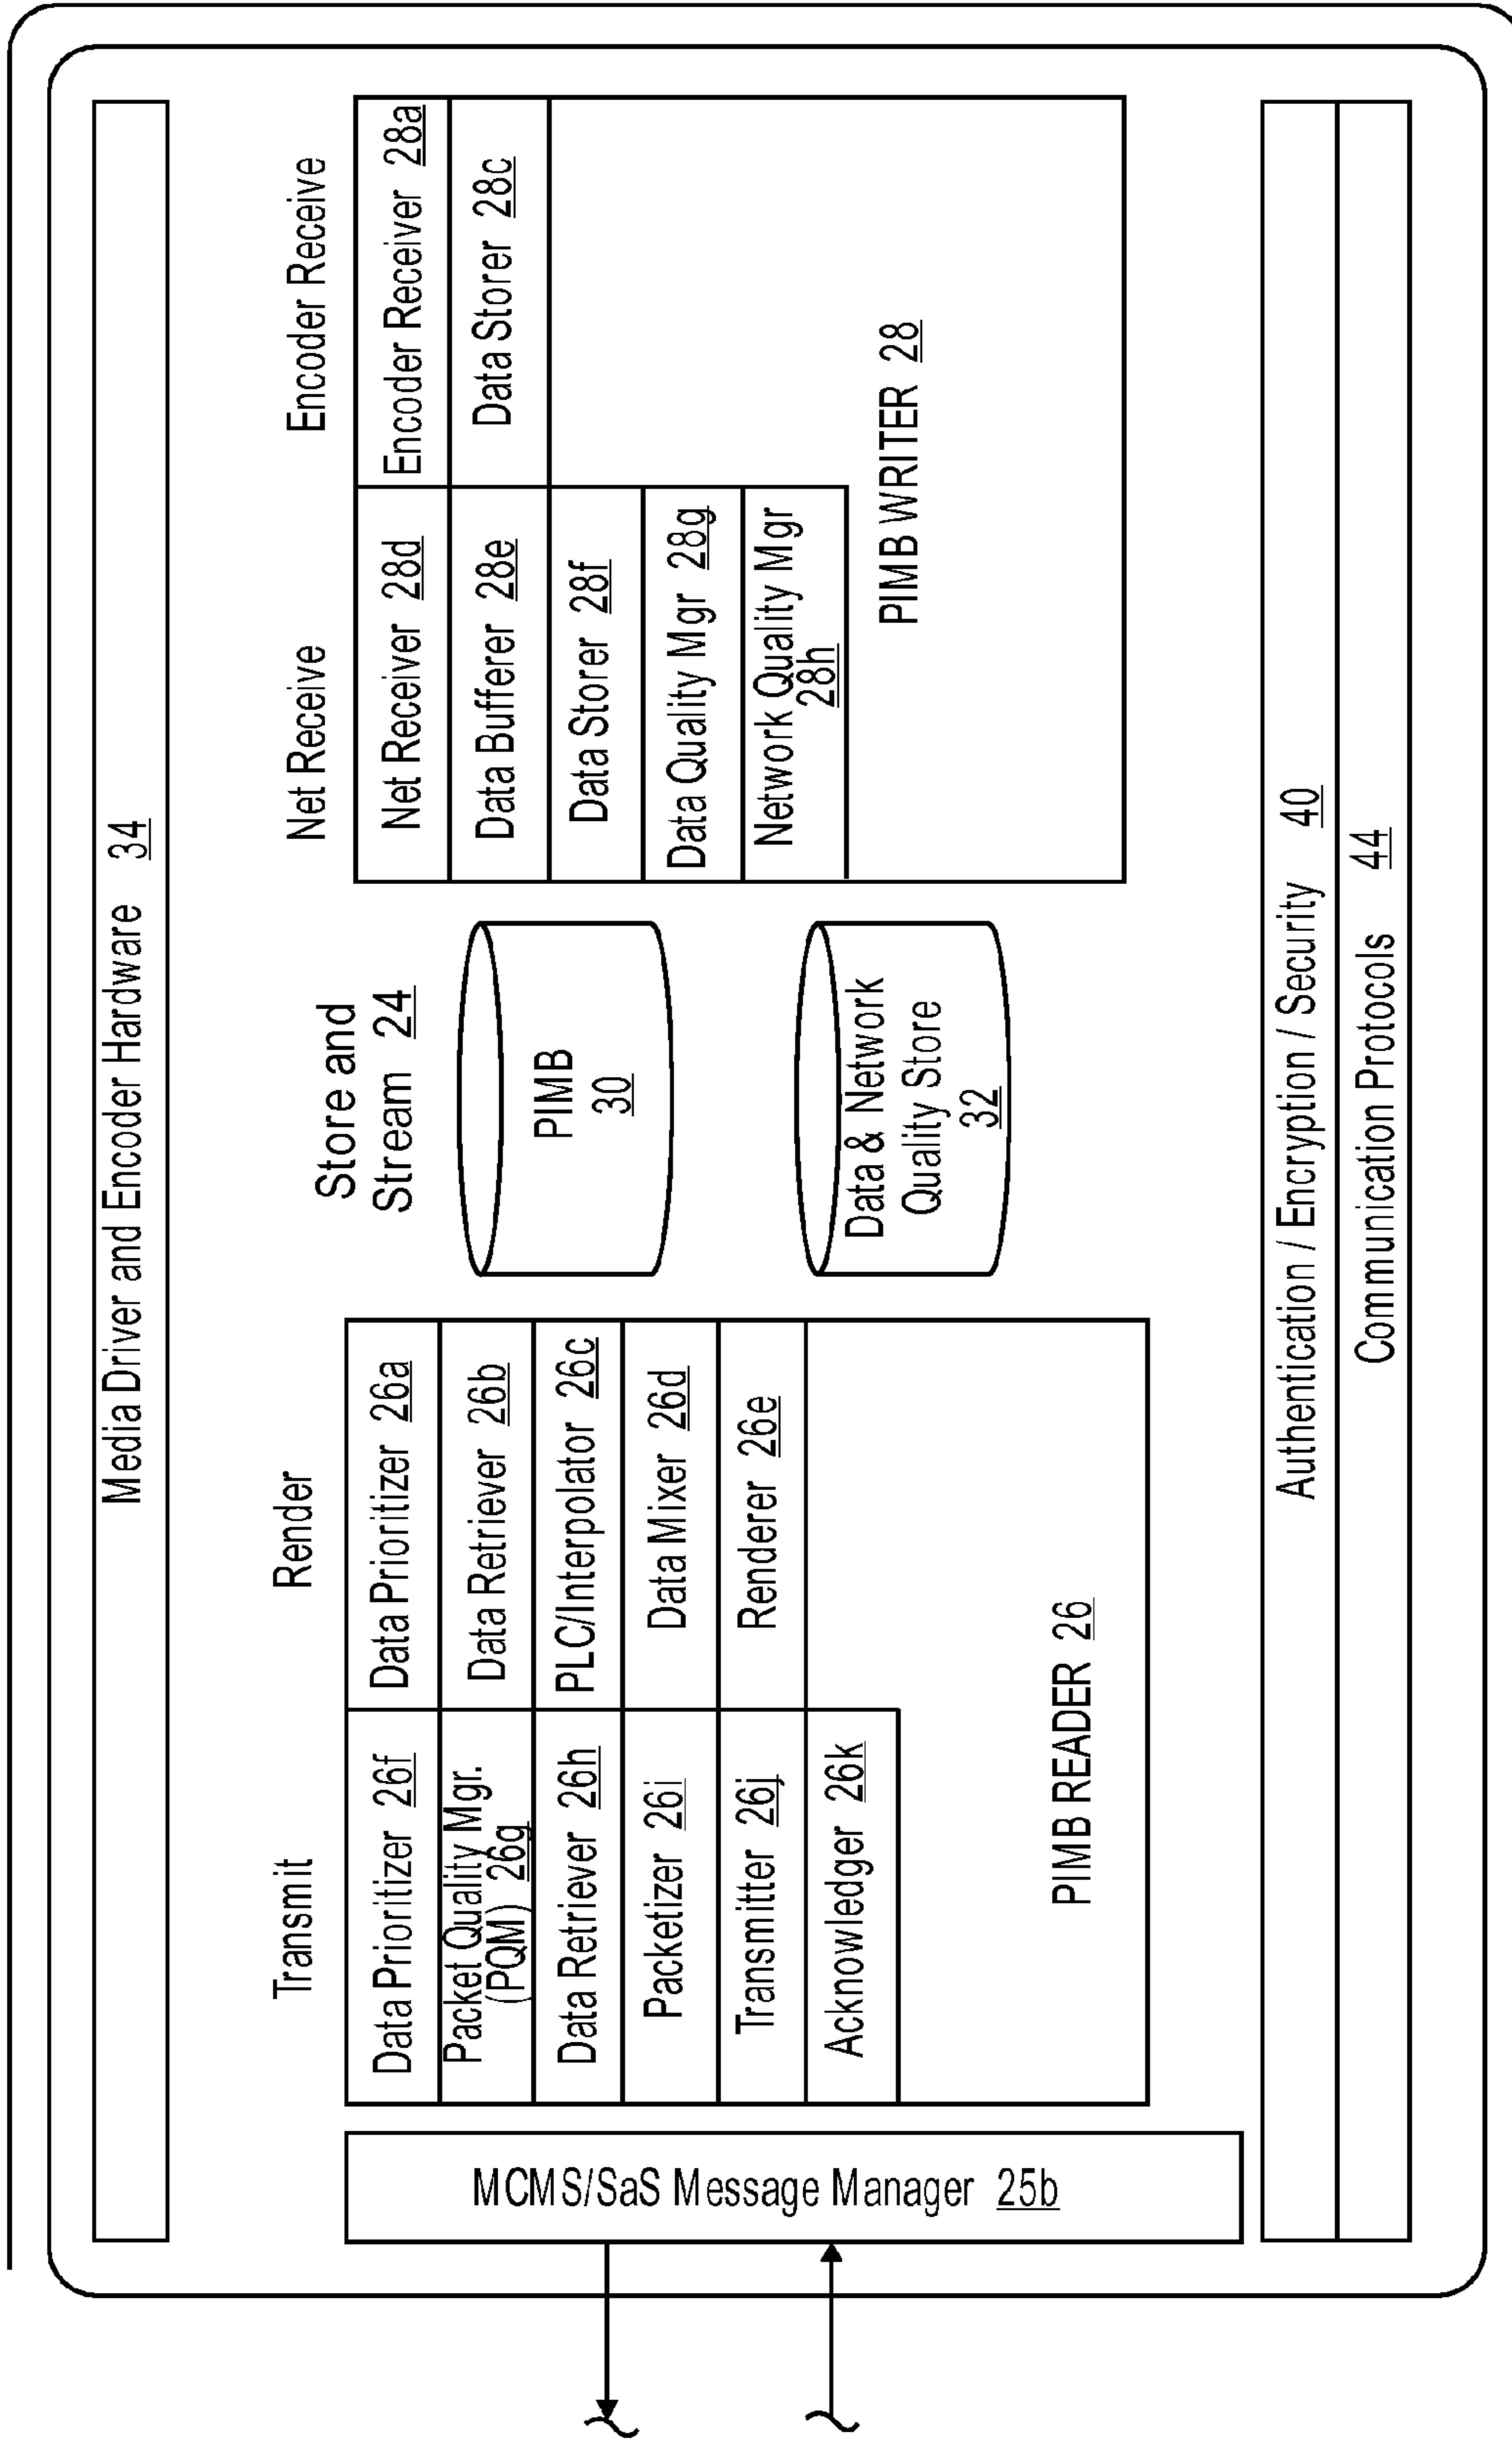 Media Driver and Encoder Hardware 34
Transmit
Render
Data Prioritizer 26f
Data Prioritizer 26a
Packet Quality Mgr.
(PQM) 26g
Data Retriever 26b
Data Retriever 26h
PLC/Interpolator 26c
Packetizer 26i
Data Mixer 26d
Transmitter 26j
Renderer 26e
Acknowledger 26k
PIMB READER 26
MCMS/SaS Message Manager 25b
Store and
Stream 24
PIMB
30
Data & Network
Quality Store
32
Net Receive
Encoder Receive
Net Receiver 28d
Encoder Receiver 28a
Data Bufferer 28e
Data Storer 28c
Data Storer 28f
Data Quality Mgr 28g
Network Quality Mgr
28h
PIMB WRITER 28
Authentication / Encryption / Security 40
Communication Protocols 44